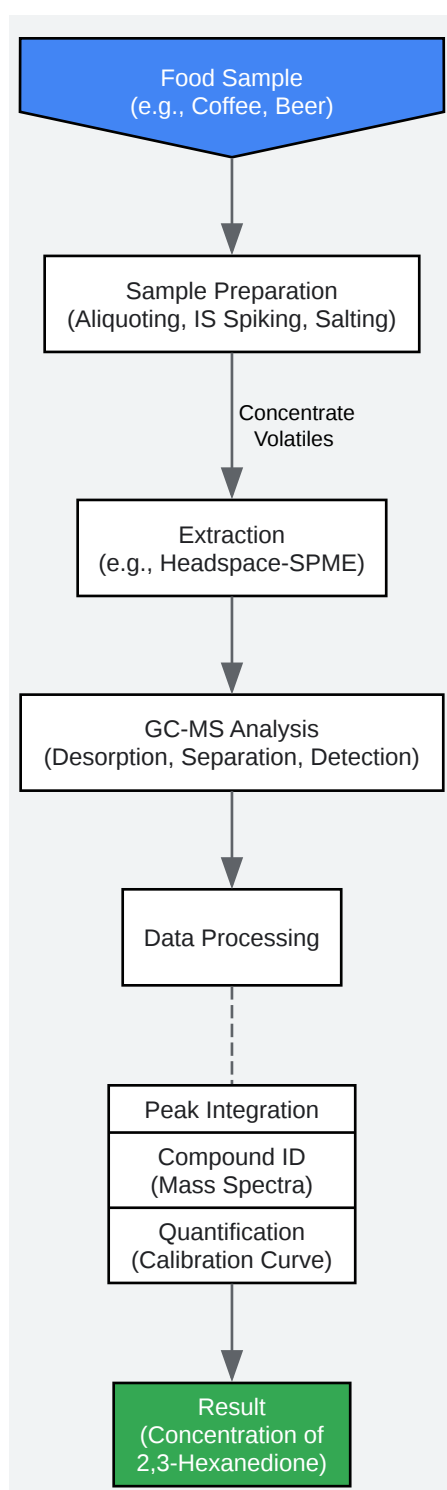 Food Sample
(e.g., Coffee, Beer)
Sample Preparation
(Aliquoting, IS Spiking, Salting)
Concentrate
Volatiles
Extraction
(e.g., Headspace-SPME)
GC-MS Analysis
(Desorption, Separation, Detection)
Data Processing
Peak Integration
Compound ID
(Mass Spectra)
Quantification
(Calibration Curve)
Result
(Concentration of
2,3-Hexanedione)